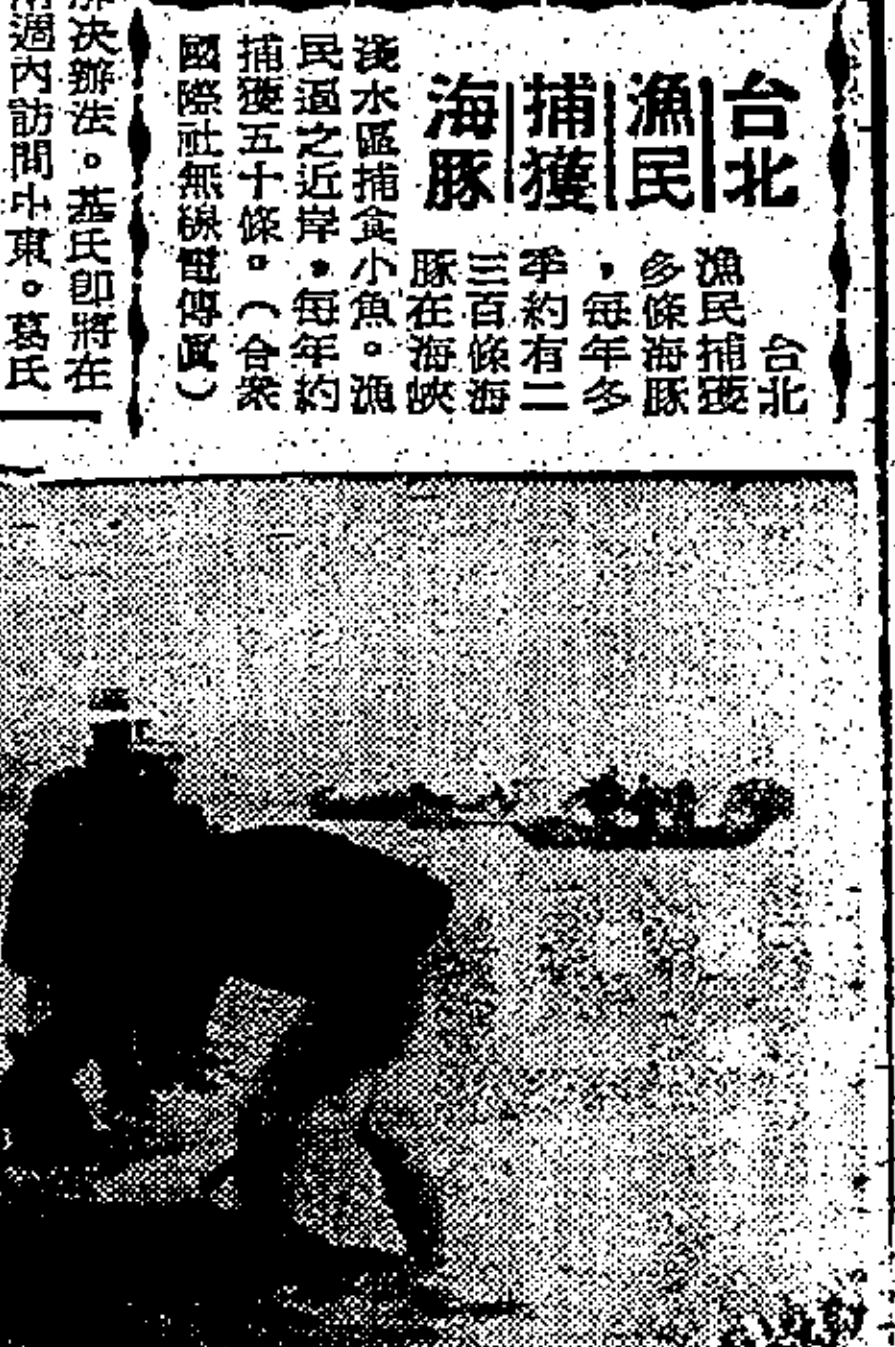 台北
漁民
捕獲
海豚
台北
漁民捕獲
多條海豚
，每年冬
季約有二
三百條海
豚在海峽
淺水區捕食小魚。漁
民逼之近岸，每年約
捕獲五十條。（合衆
國際社無線電傳眞）
解決辦法。基氏卽將在
週內訪問中東。葛氏